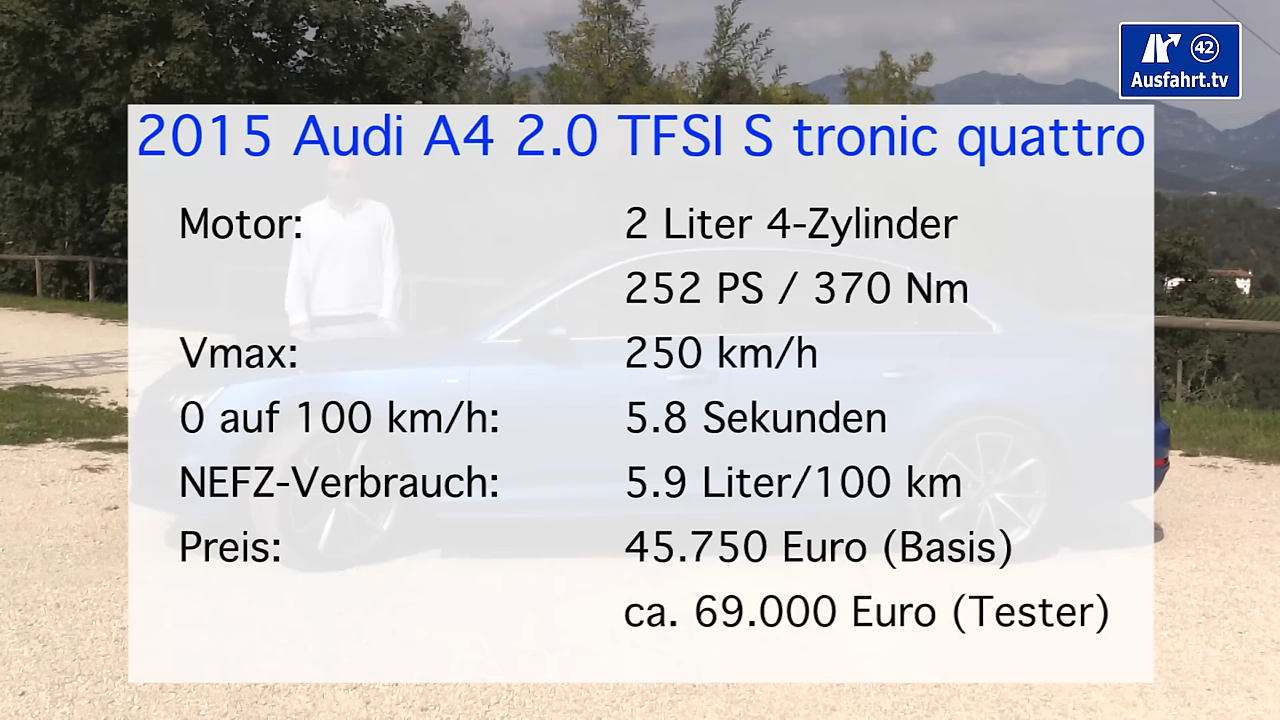 42
Ausfahrt.tv
2015 Audi A4 2.0 TFSI S tronic quattro
Motor: 2 Liter 4-Zylinder
252 PS / 370 Nm
Vmax: 250 km/h
0 auf 100 km/h: 5.8 Sekunden
NEFZ-Verbrauch: 5.9 Liter/100 km
Preis: 45.750 Euro (Basis)
ca. 69.000 Euro (Tester)